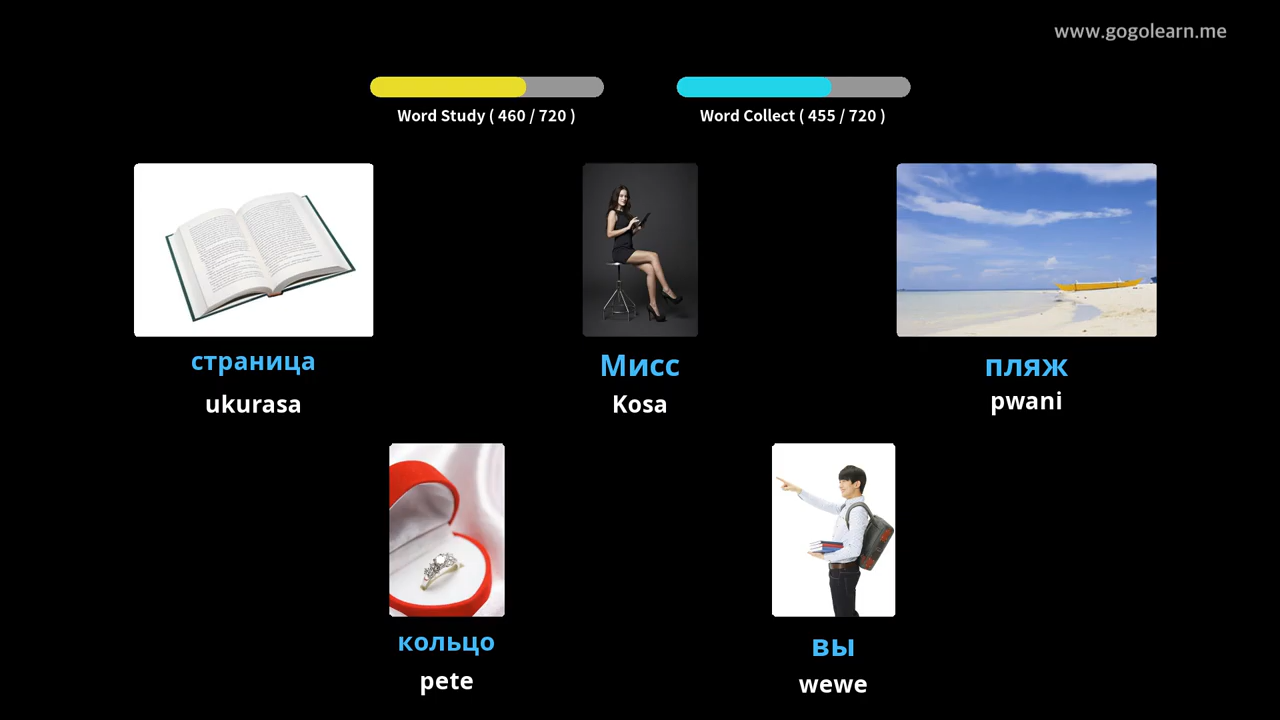 www.gogolearn.me
Word Study ( 460 / 720 )
Word Collect ( 455 / 720 )
страница
ukurasa
Мисс
Kosa
пляж
pwani
кольцо
pete
вы
wewe